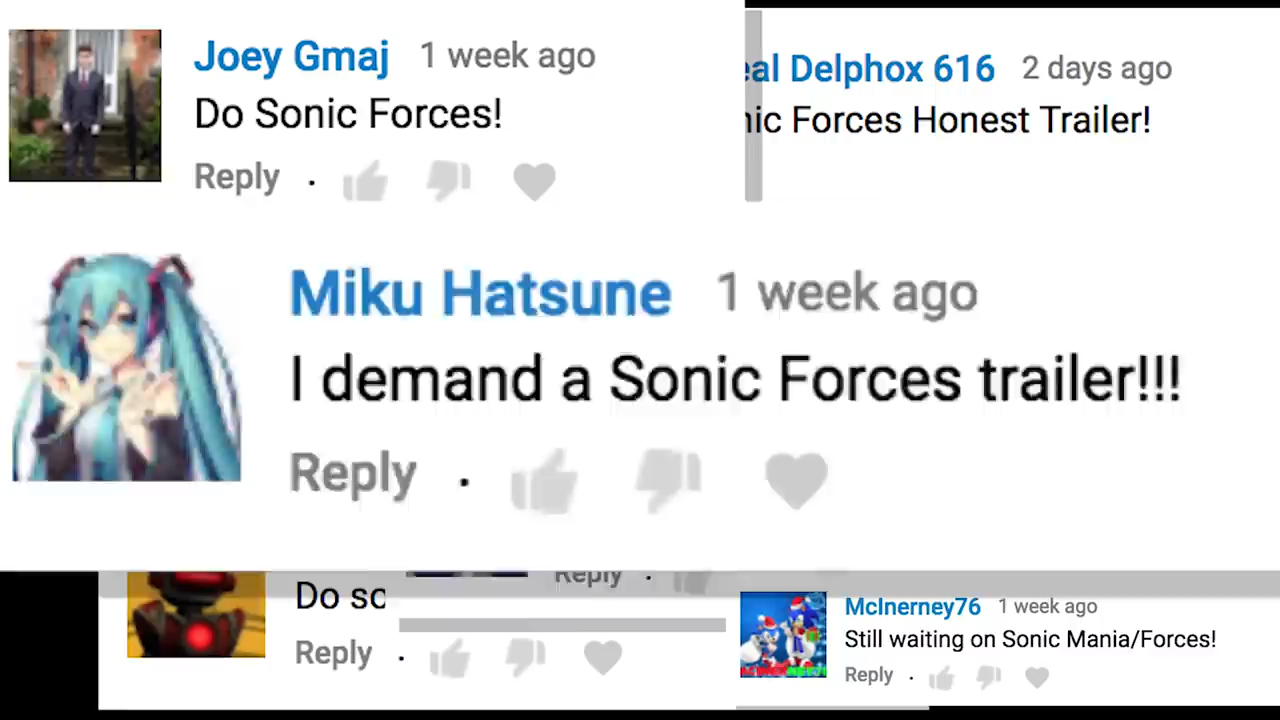 Joey Gmaj 1 week ago
Do Sonic Forces!
Reply .
eal Delphox 616 2 days ago
nic Forces Honest Trailer!
Miku Hatsune 1 week ago
I demand a Sonic Forces trailer!!!
Reply .
Reply .
Do so
Reply .
McInerney76 1 week ago
Still waiting on Sonic Mania/Forces!
Reply .